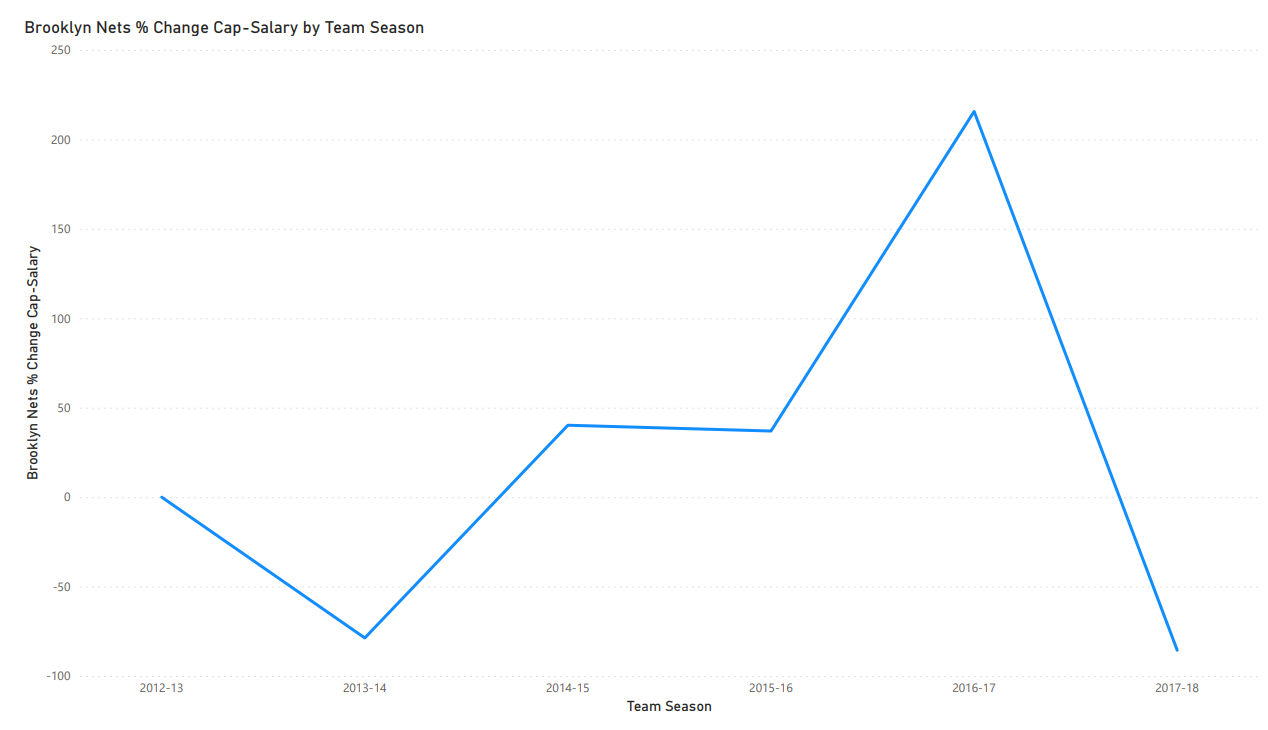 Brooklyn Nets % Change Cap-Salary by Team Season
250
200
150
100
50
0
-50
-100
Brooklyn Nets % Change Cap-Salary
2012-13 2013-14 2014-15 2015-16 2016-17 2017-18
Team Season